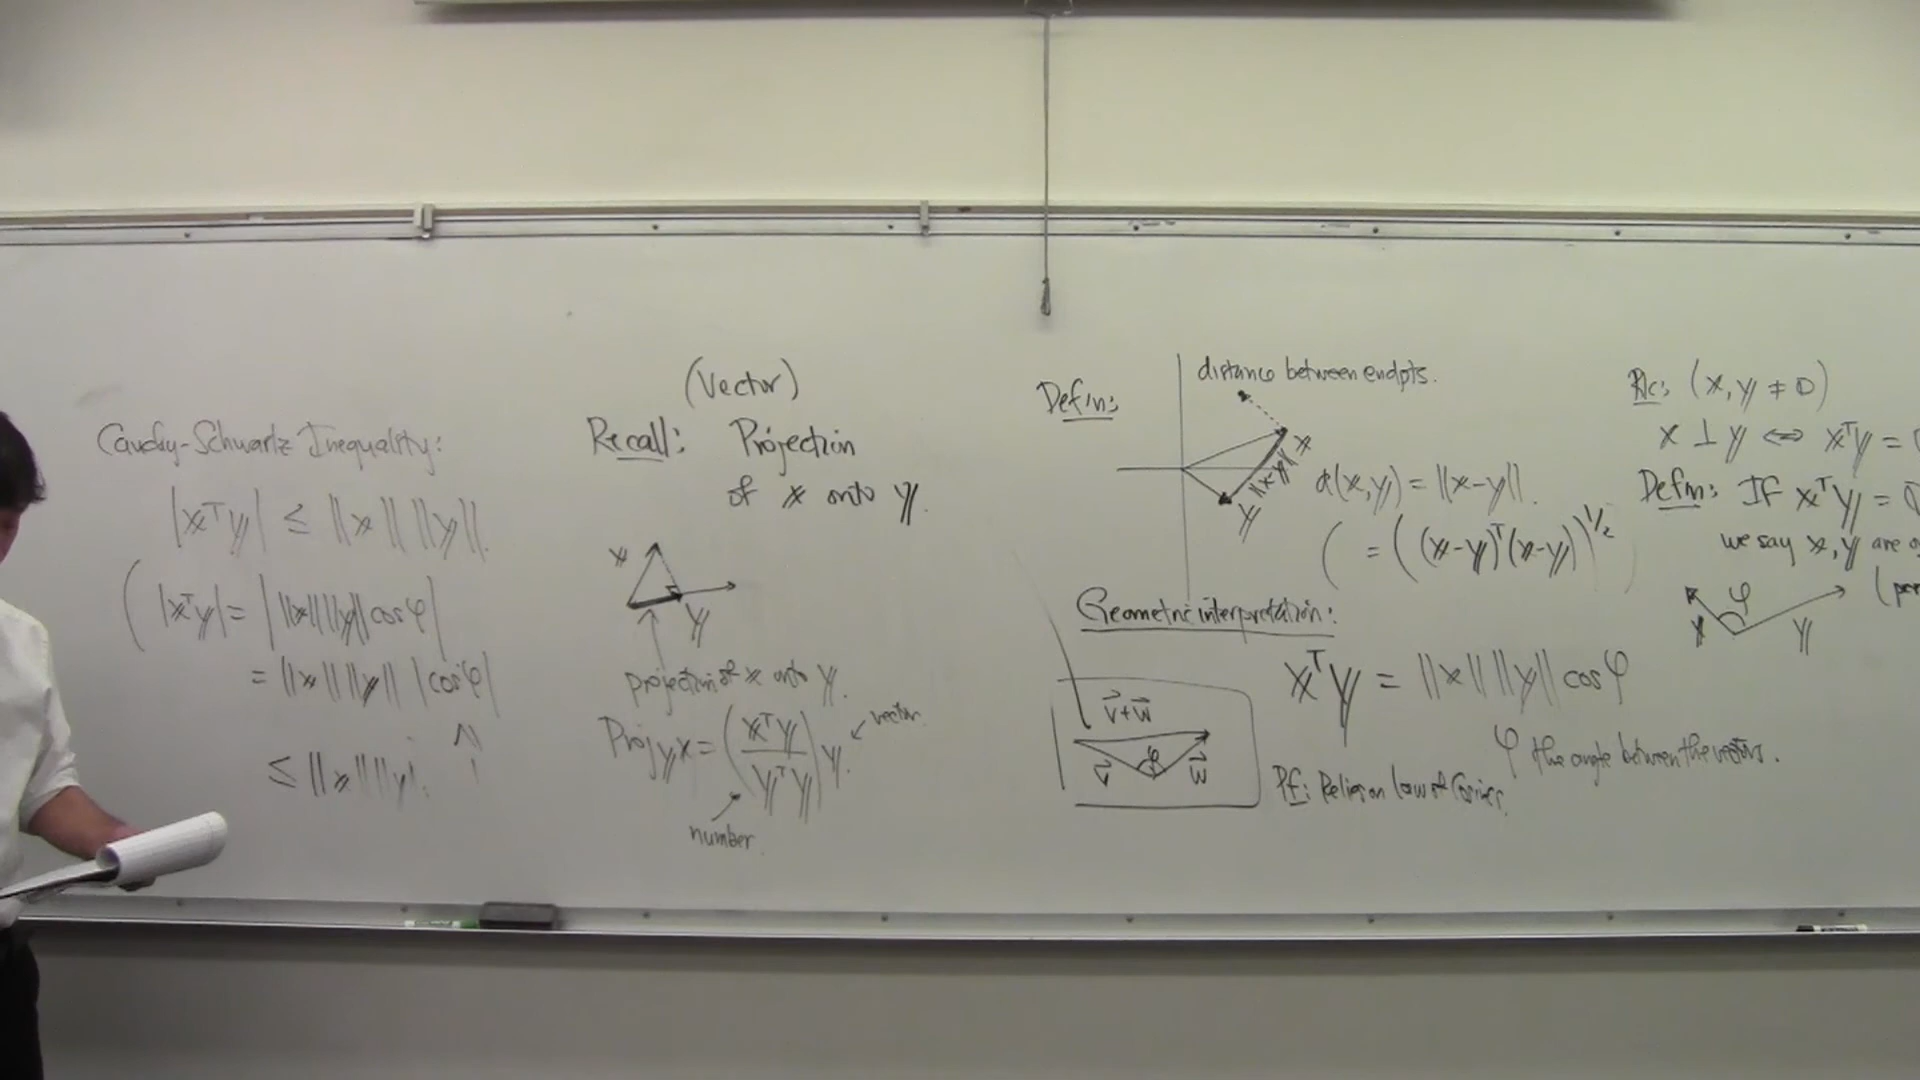 Cauchy-Schwartz Inequality:
|xᵀy| ≤ ||x|| ||y||.
( |xᵀy| = | ||x|| ||y|| cos φ |
= ||x|| ||y|| |cos φ|
≤ ||x|| ||y||.
(Vector)
Recall: Projection
of x onto y.
x
y
projection of x onto y.
Proj_y x = (xᵀy / yᵀy) y.
vector
number
Defn:
distance between endpts.
x
||x-y||
y
d(x,y) = ||x-y||.
( = ((x-y)ᵀ(x-y))^1/2 )
Geometric interpretation:
xᵀy = ||x|| ||y|| cos φ
φ the angle between the vectors.
v+w
φ
v
w
Pf: Relies on law of Cosines.
(x, y ≠ 0)
x ⊥ y ⇔ xᵀy =
Defn: If xᵀy =
we say x, y are
φ
x
y
(per